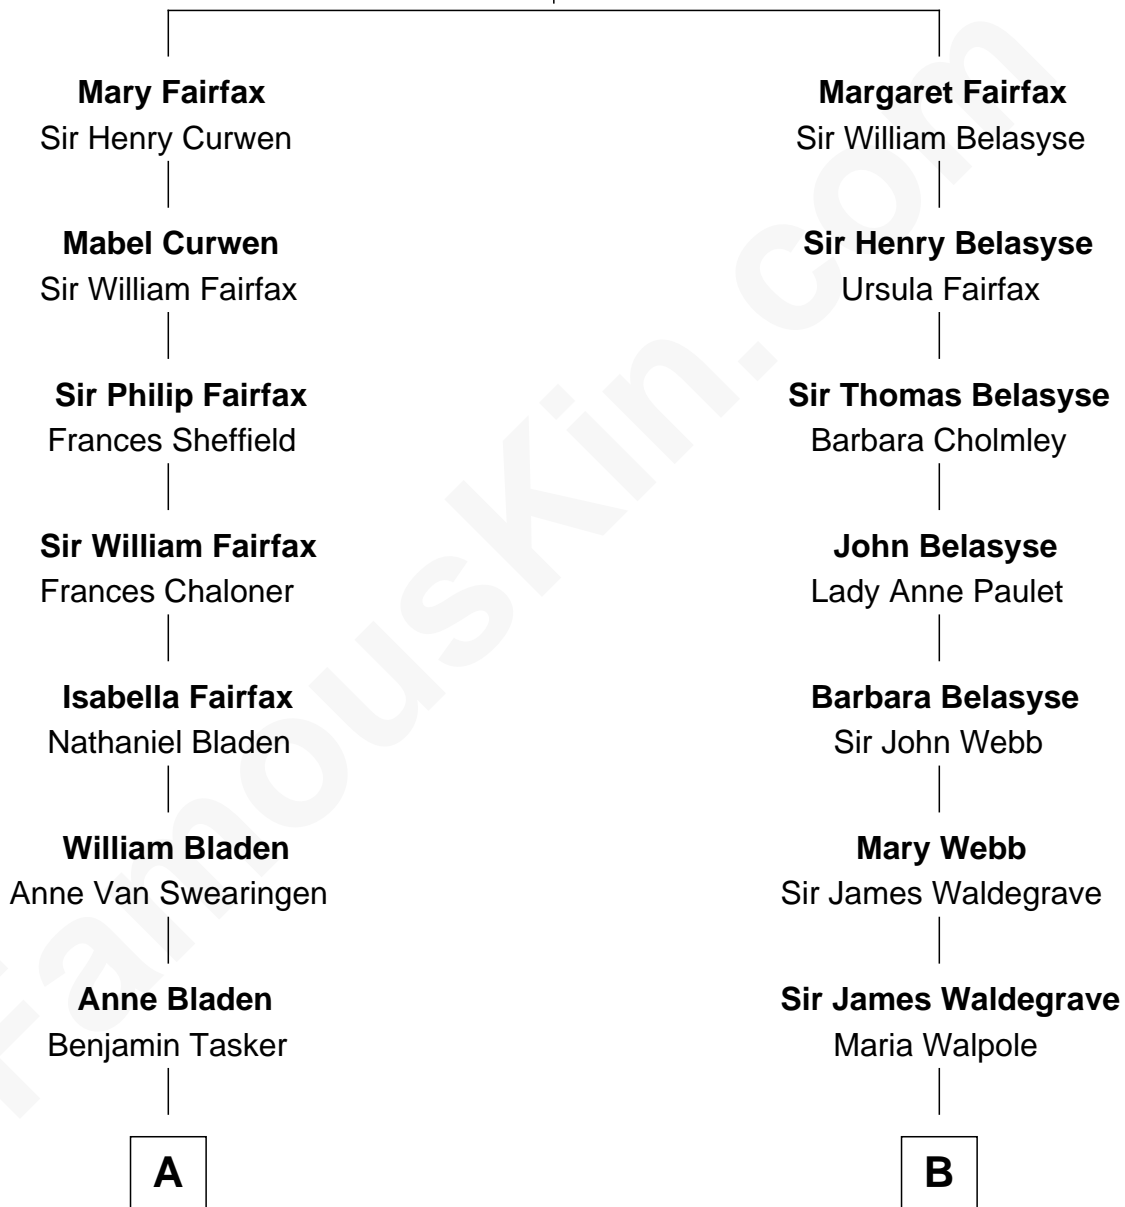 Mary Fairfax
Sir Henry Curwen
Mabel Curwen
Sir William Fairfax
Sir Philip Fairfax
Frances Sheffield
Sir William Fairfax
Frances Chaloner
Isabella Fairfax
Nathaniel Bladen
William Bladen
Anne Van Swearingen
Anne Bladen
Benjamin Tasker
A
Margaret Fairfax
Sir William Belasyse
Sir Henry Belasyse
Ursula Fairfax
Sir Thomas Belasyse
Barbara Cholmley
John Belasyse
Lady Anne Paulet
Barbara Belasyse
Sir John Webb
Mary Webb
Sir James Waldegrave
Sir James Waldegrave
Maria Walpole
B
FamousKin.com